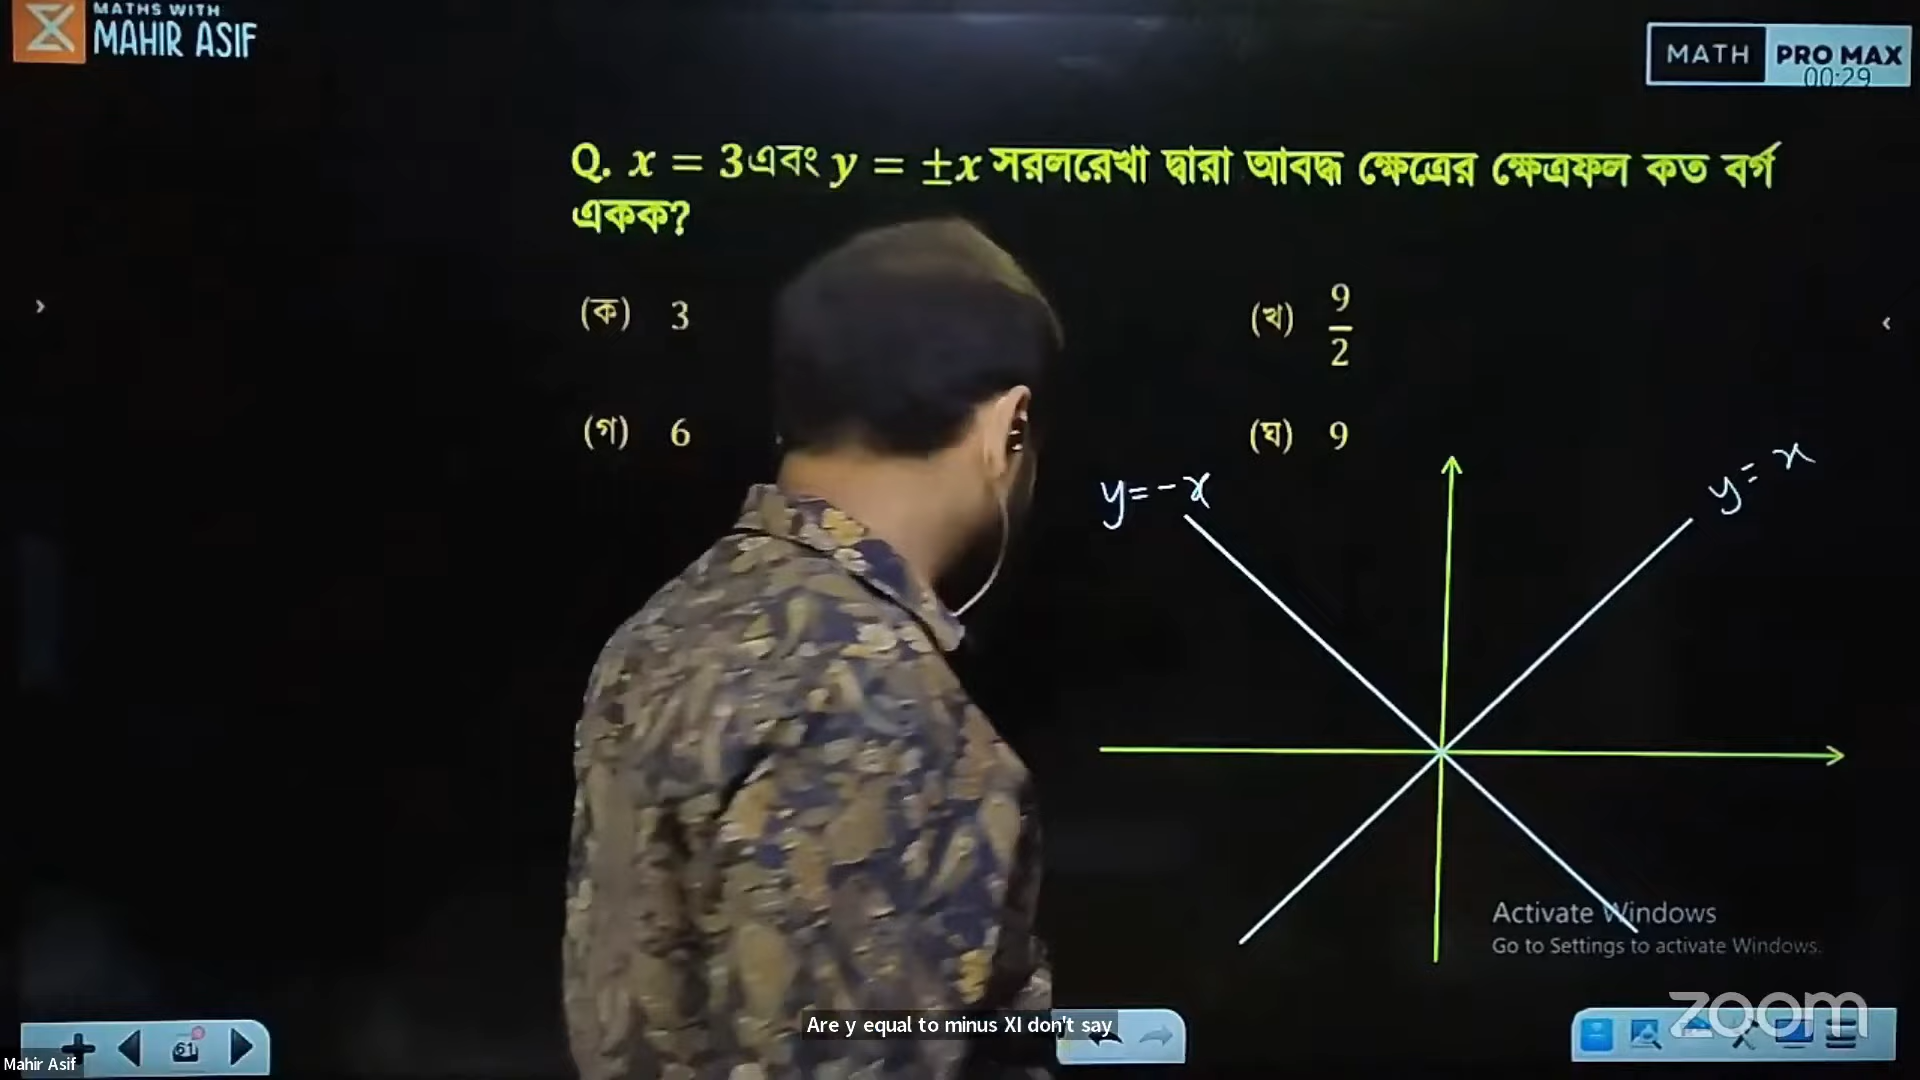 MATHS WITH
MAHIR ASIF
MATH PRO MAX
00:29
Q. x = 3এবং y = ±x সরলরেখা দ্বারা আবদ্ধ ক্ষেত্রের ক্ষেত্রফল কত বর্গ
একক?
(ক) 3
(খ) 9/2
(গ) 6
(ঘ) 9
y=-x
y=x
Activate Windows
Go to Settings to activate Windows.
zoom
Are y equal to minus XI don't say
61
Mahir Asif